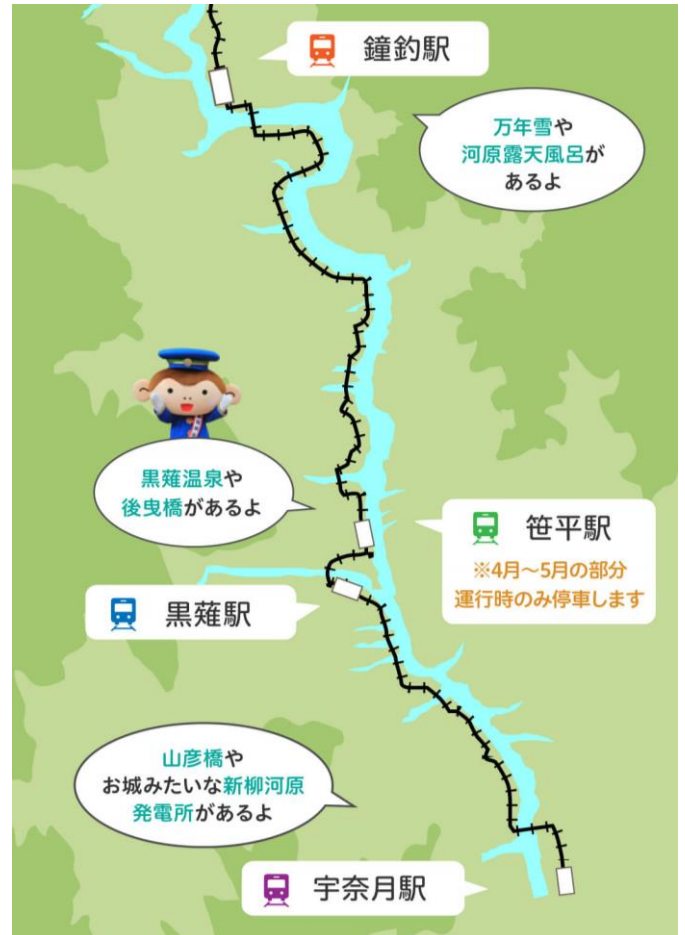 鐘釣駅
万年雪や
河原露天風呂が
あるよ
黒薙温泉や
後曳橋があるよ
笹平駅
※4月～5月の部分
運行時のみ停車します
黒薙駅
山彦橋や
お城みたいな新柳河原
発電所があるよ
宇奈月駅